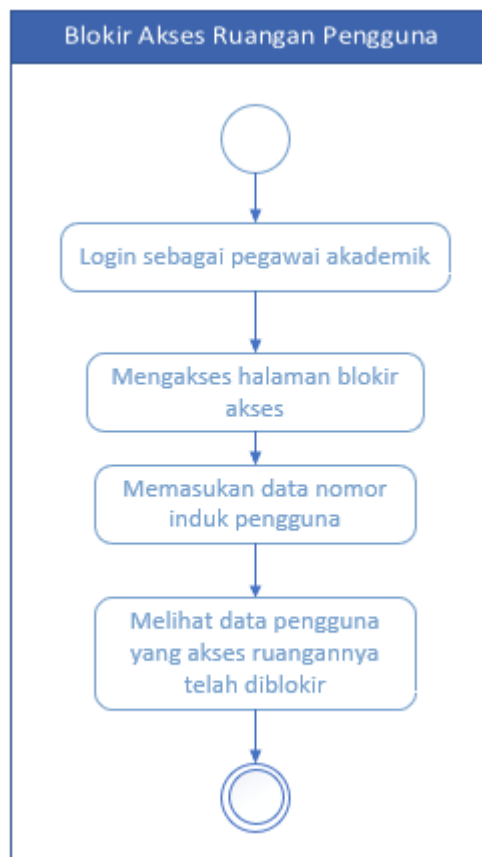 Blokir Akses Ruangan Pengguna
Login sebagai pegawai akademik
Mengakses halaman blokir
akses
Memasukan data nomor
induk pengguna
Melihat data pengguna
yang akses ruangannya
telah diblokir